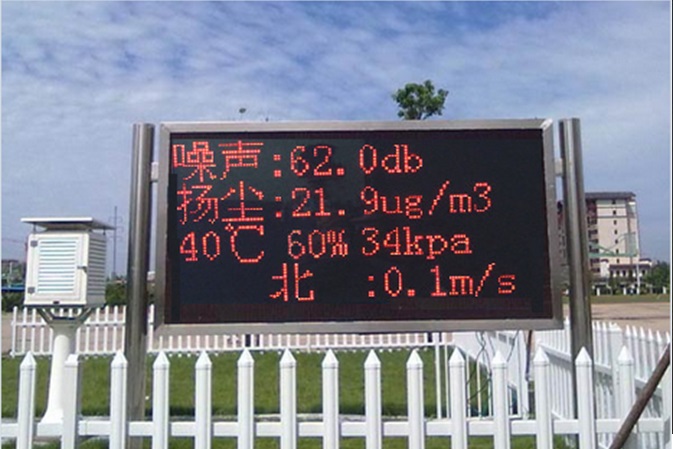 噪声:62.0db
扬尘:21.9ug/m3
40℃ 60% 34kpa
北 :0.1m/s